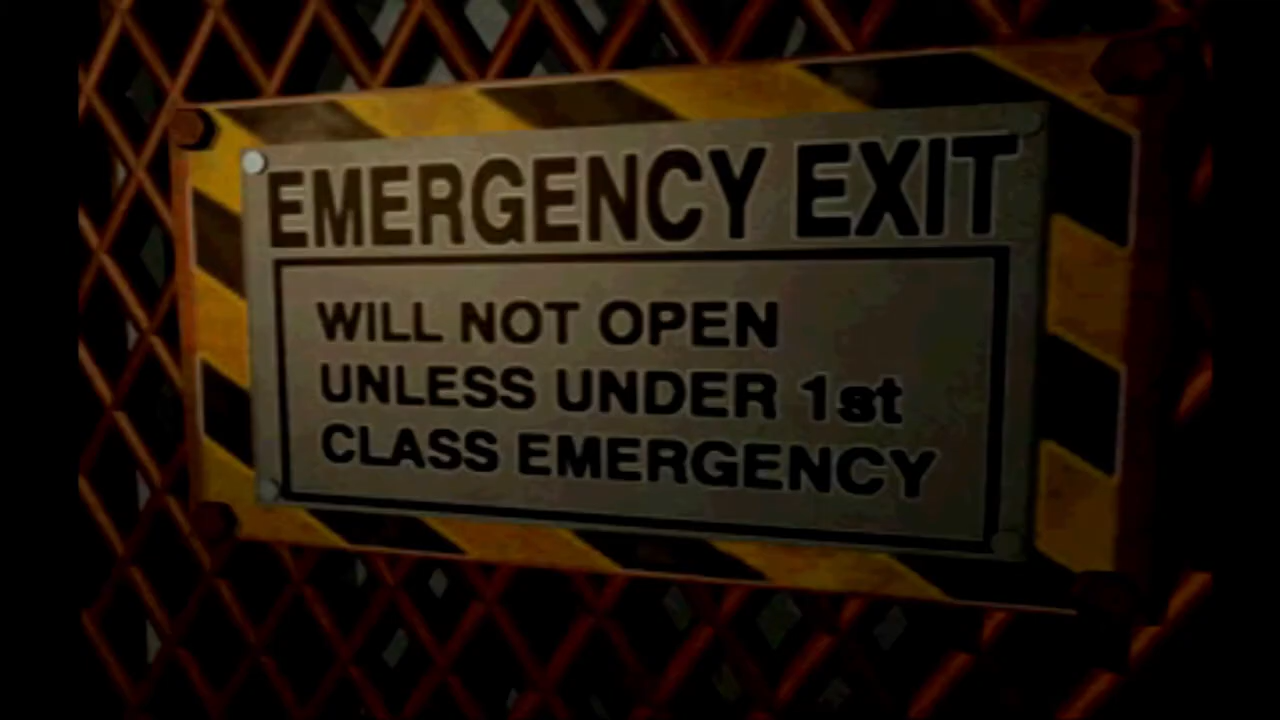 EMERGENCY EXIT
WILL NOT OPEN
UNLESS UNDER 1st
CLASS EMERGENCY